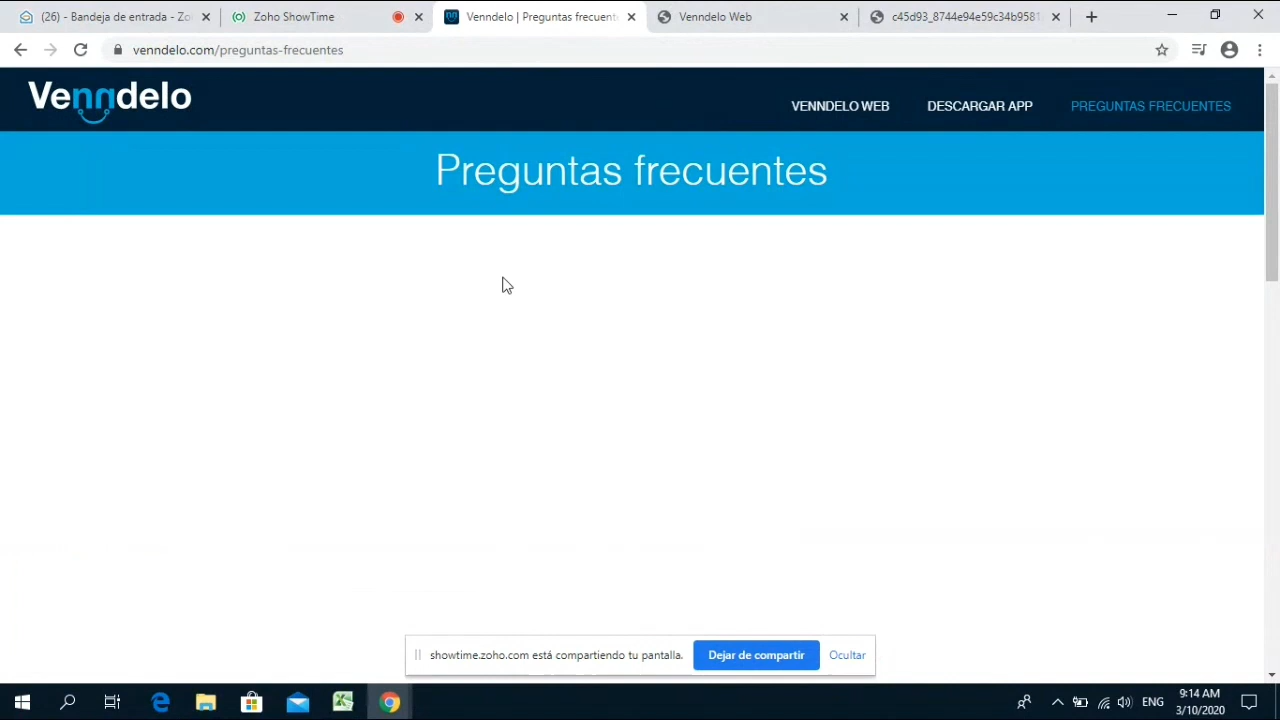 (26) - Bandeja de entrada - Zo
Zoho ShowTime
Venndelo | Preguntas frecuent
Venndelo Web
c45d93_8744e94e59c34b9581
venndelo.com/preguntas-frecuentes
Venndelo
VENNDELO WEB
DESCARGAR APP
PREGUNTAS FRECUENTES
Preguntas frecuentes
showtime.zoho.com está compartiendo tu pantalla.
Dejar de compartir
Ocultar
ENG
9:14 AM
3/10/2020